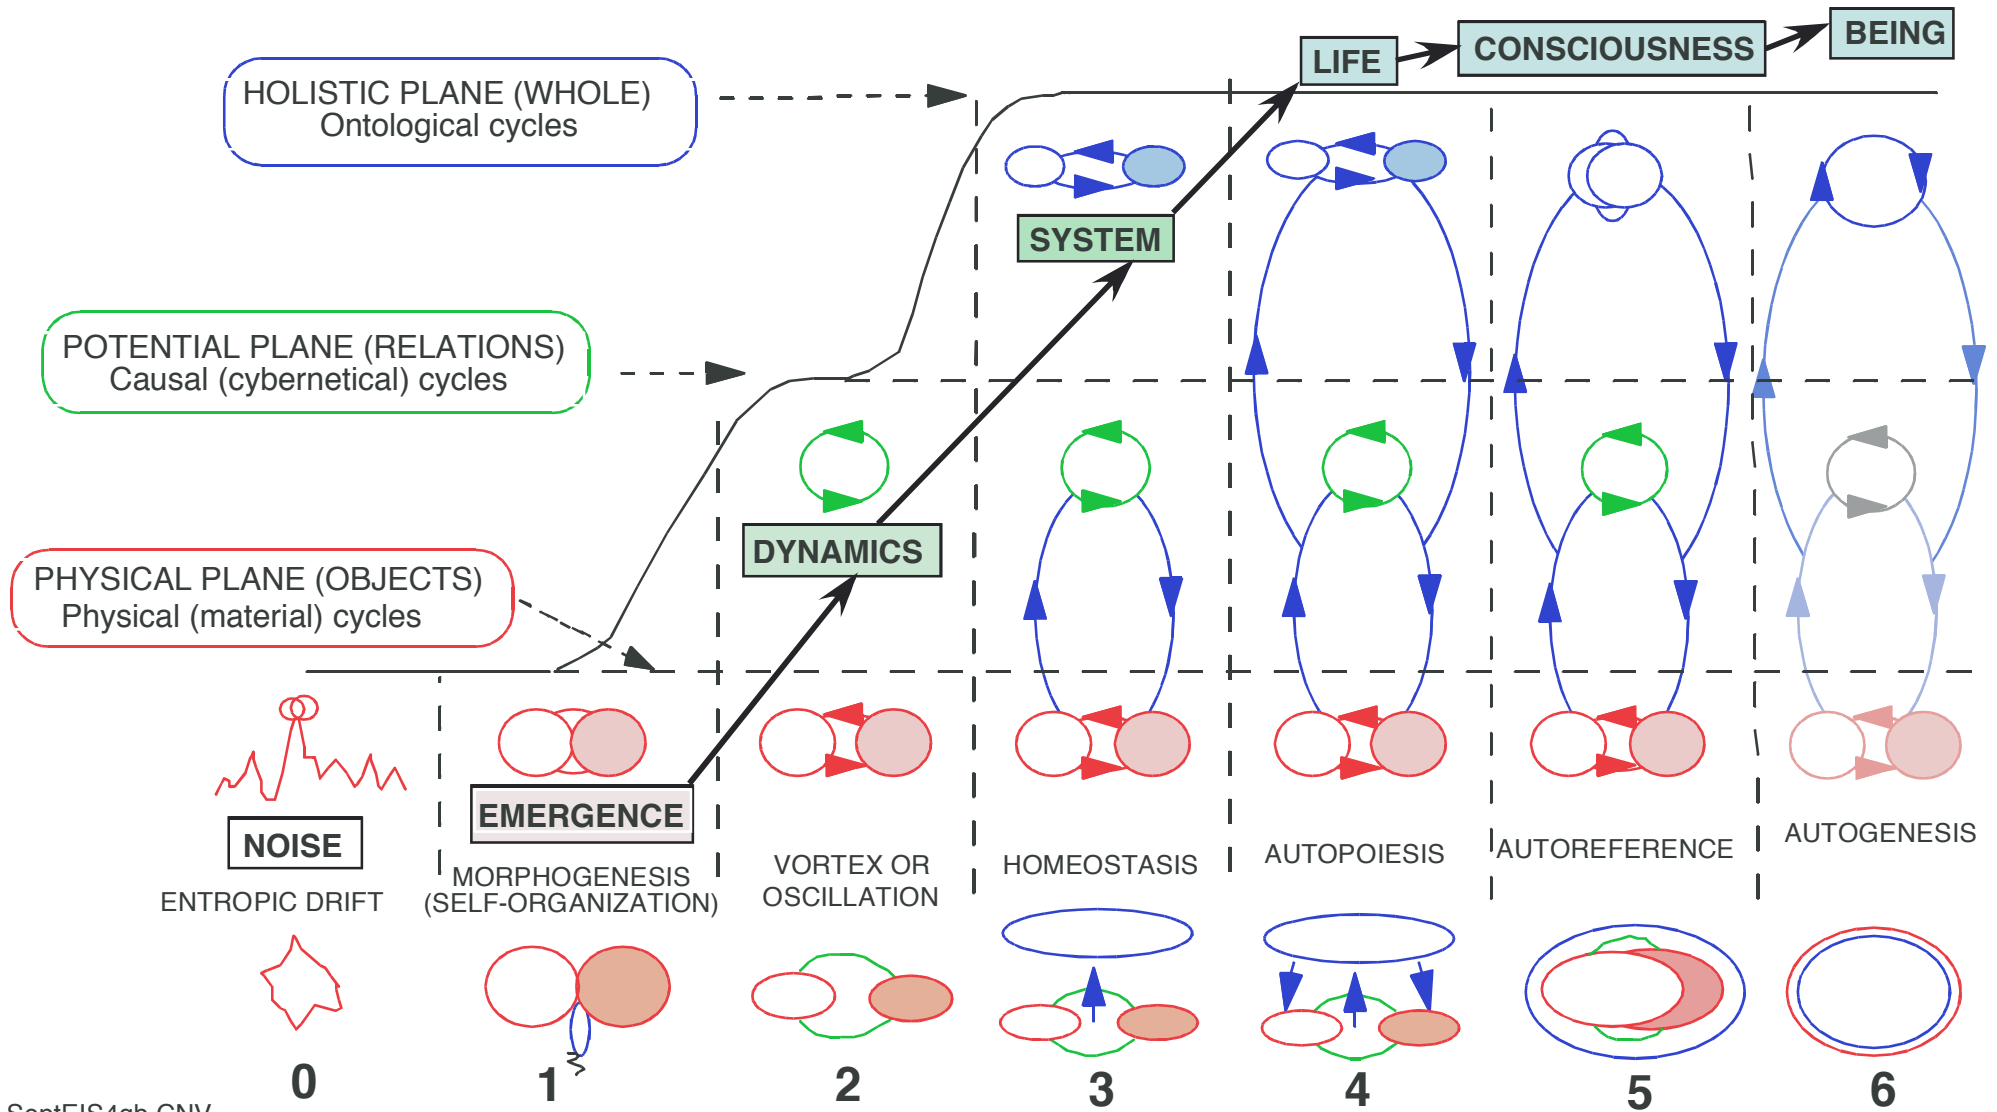 BEING
CONSCIOUSNESS
LIFE
HOLISTIC PLANE (WHOLE)
Ontological cycles
SYSTEM
POTENTIAL PLANE (RELATIONS)
Causal (cybernetical) cycles
DYNAMICS
PHYSICAL PLANE (OBJECTS)
Physical (material) cycles
EMERGENCE
NOISE
ENTROPIC DRIFT
MORPHOGENESIS
(SELF-ORGANIZATION)
VORTEX OR
OSCILLATION
HOMEOSTASIS
AUTOPOIESIS
AUTOREFERENCE
AUTOGENESIS
0
1
2
3
4
5
6